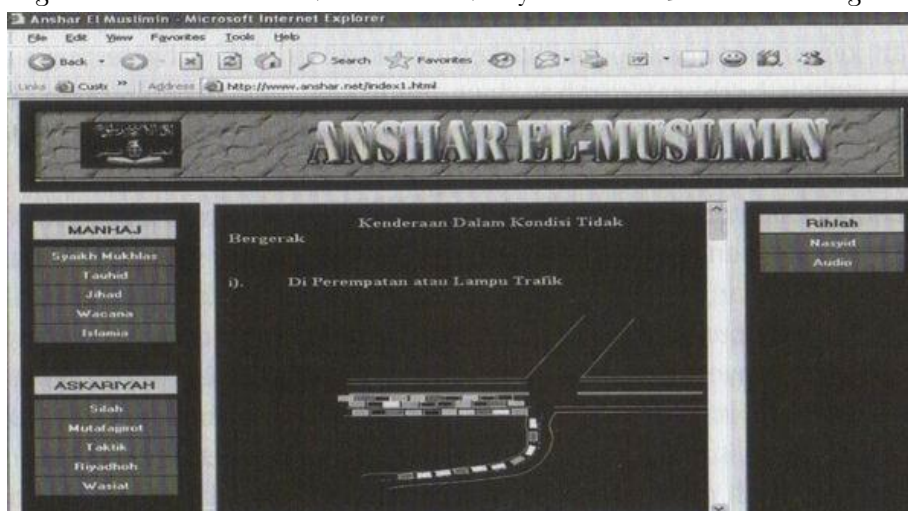 Anshar El Muslimin - Microsoft Internet Explorer
File Edit View Favorites Tools Help
Back Search Favorites
Links Address http://www.anshar.net/index1.html
ANSHAR EL-MUSLIMIN
MANHAJ
Syaikh Mukhlas
Tauhid
Jihad
Wacana
Islamia
ASKARIYAH
Silah
Taktik
Riyadhoh
Wasiat
Kenderaan Dalam Kondisi Tidak
Bergerak
i). Di Perempatan atau Lampu Trafik
Rihlah
Nasyid
Audio